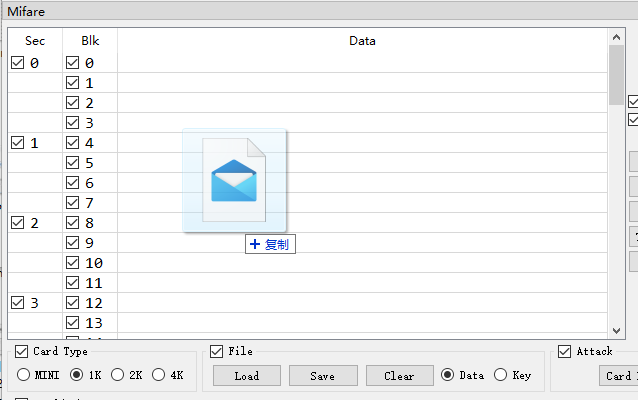 Mifare
Sec Blk Data
0 0
1
2
3
1 4
5
6
7
2 8
9
10
11
3 12
13
+ 复制
Card Type File Attack
MINI 1K 2K 4K Load Save Clear Data Key Card